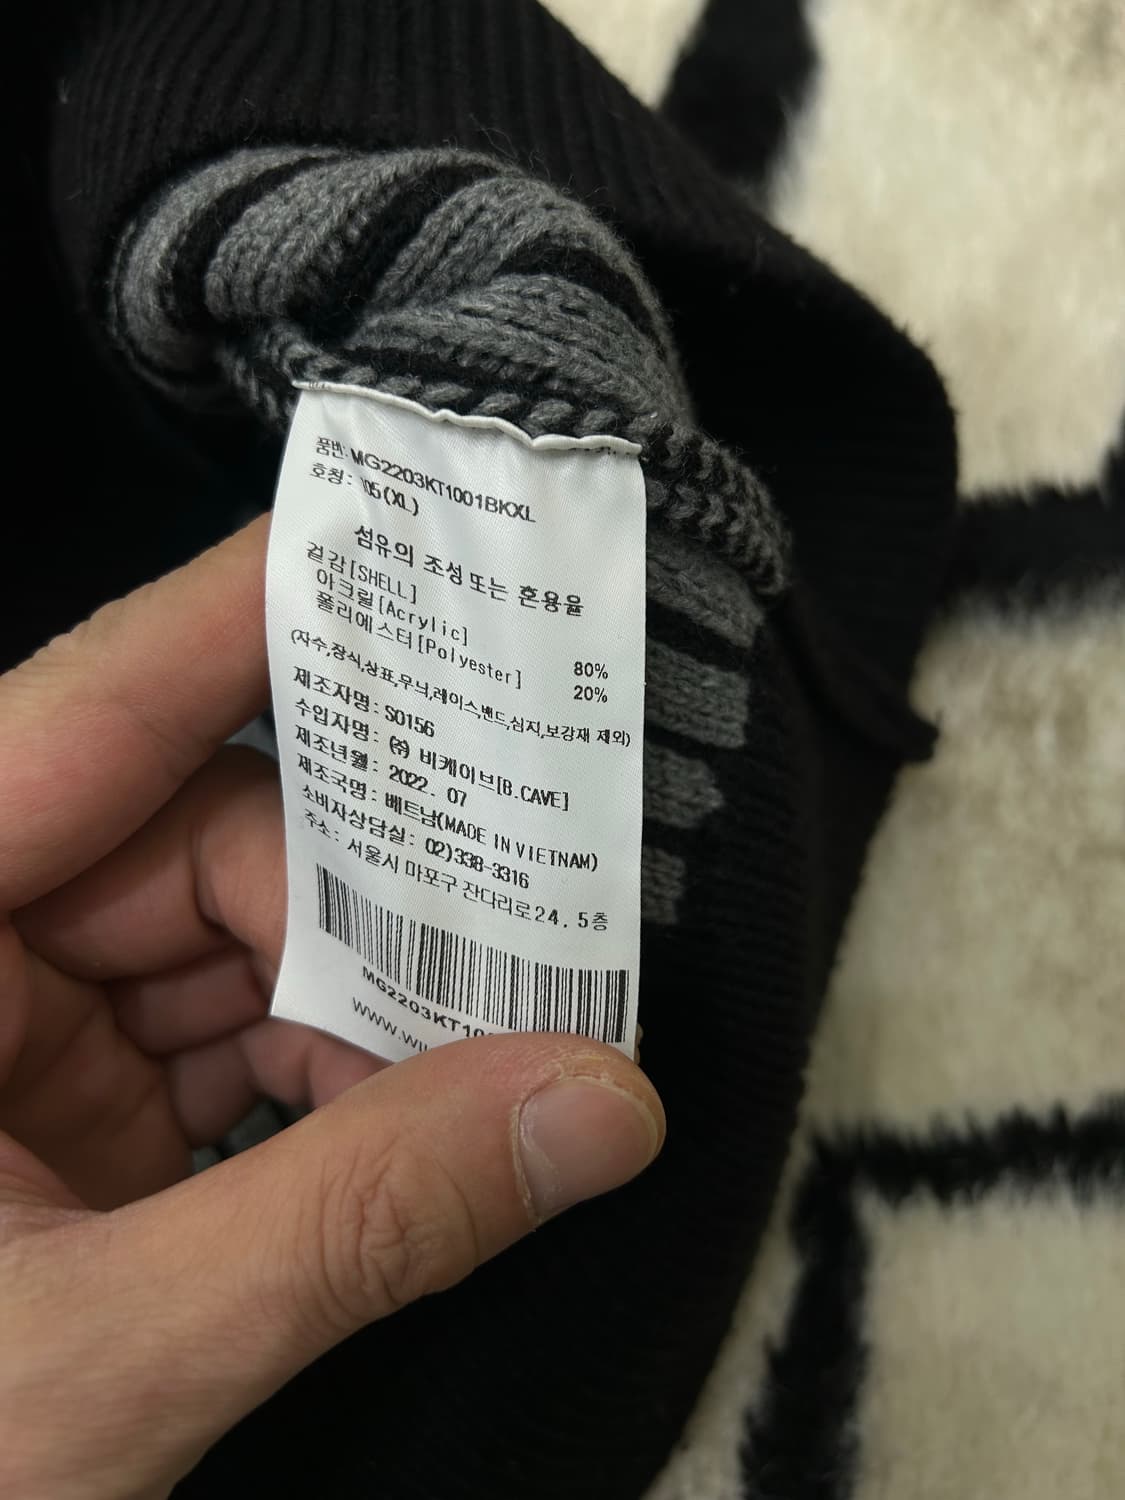 품번: MG2203KT1001BKXL
호칭: 105(XL)
섬유의 조성 또는 혼용율
겉감[SHELL]
아크릴[Acrylic] 80%
폴리에스터[Polyester] 20%
(자수,장식,상표,무늬,레이스,밴드,심지,보강재 제외)
제조자명: S0156
수입자명: ㈜ 비케이브[B.CAVE]
제조년월: 2022. 07
제조국명: 베트남(MADE IN VIETNAM)
소비자상담실: 02)338-3316
주소: 서울시 마포구 잔다리로24, 5층
MG2203KT10
WWW.WI